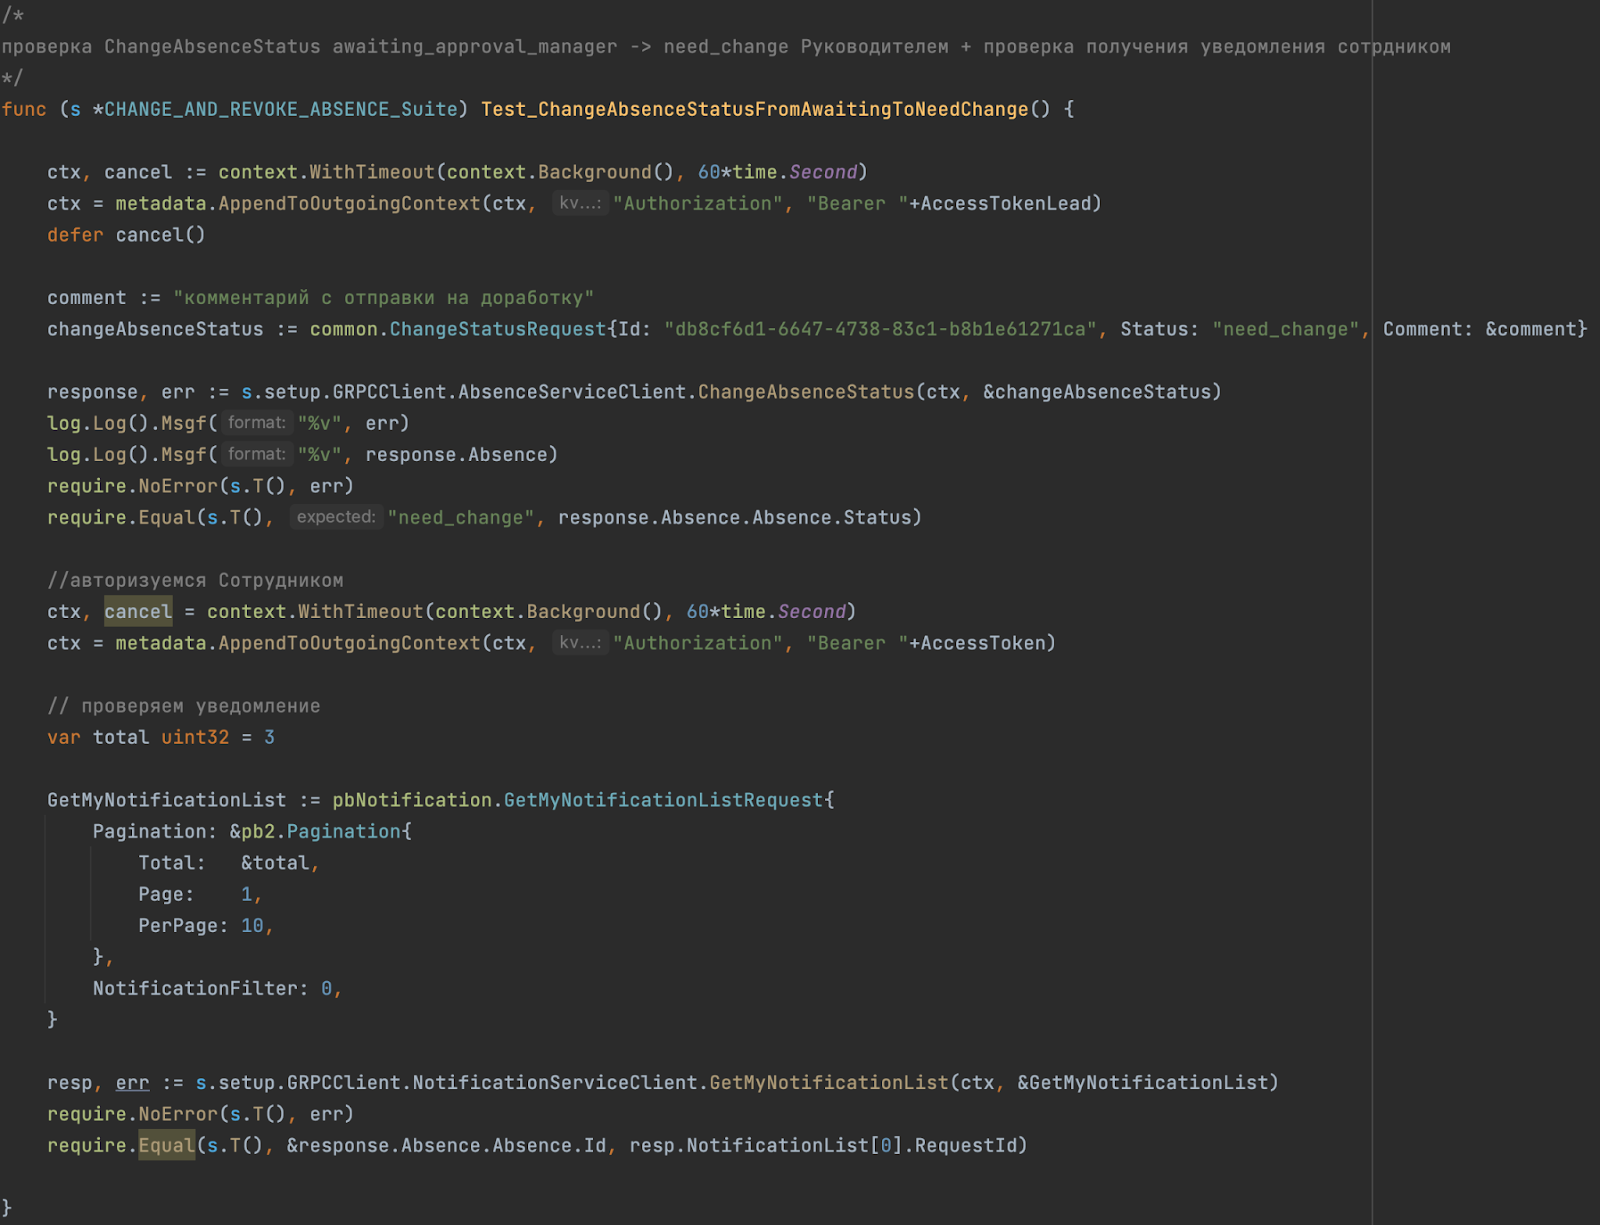 /*
проверка ChangeAbsenceStatus awaiting_approval_manager -> need_change Руководителем + проверка получения уведомления сотрдником
*/
func (s *CHANGE_AND_REVOKE_ABSENCE_Suite) Test_ChangeAbsenceStatusFromAwaitingToNeedChange() {
ctx, cancel := context.WithTimeout(context.Background(), 60*time.Second)
ctx = metadata.AppendToOutgoingContext(ctx, kv...: "Authorization", "Bearer "+AccessTokenLead)
defer cancel()
comment := "комментарий с отправки на доработку"
changeAbsenceStatus := common.ChangeStatusRequest{Id: "db8cf6d1-6647-4738-83c1-b8b1e61271ca", Status: "need_change", Comment: &comment}
response, err := s.setup.GRPCClient.AbsenceServiceClient.ChangeAbsenceStatus(ctx, &changeAbsenceStatus)
log.Log().Msgf( format: "%v", err)
log.Log().Msgf( format: "%v", response.Absence)
require.NoError(s.T(), err)
require.Equal(s.T(), expected: "need_change", response.Absence.Absence.Status)
//авторизуемся Сотрудником
ctx, cancel = context.WithTimeout(context.Background(), 60*time.Second)
ctx = metadata.AppendToOutgoingContext(ctx, kv...: "Authorization", "Bearer "+AccessToken)
// проверяем уведомление
var total uint32 = 3
GetMyNotificationList := pbNotification.GetMyNotificationListRequest{
Pagination: &pb2.Pagination{
Total: &total,
Page: 1,
PerPage: 10,
},
NotificationFilter: 0,
}
resp, err := s.setup.GRPCClient.NotificationServiceClient.GetMyNotificationList(ctx, &GetMyNotificationList)
require.NoError(s.T(), err)
require.Equal(s.T(), &response.Absence.Absence.Id, resp.NotificationList[0].RequestId)
}